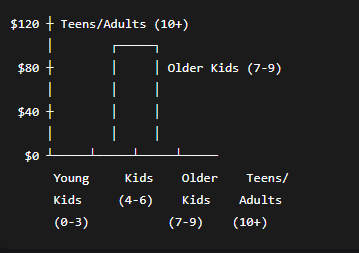 $120 Teens/Adults (10+)
$80 Older Kids (7-9)
$40
$0
Young Kids Older Teens/
Kids (4-6) Kids Adults
(0-3) (7-9) (10+)